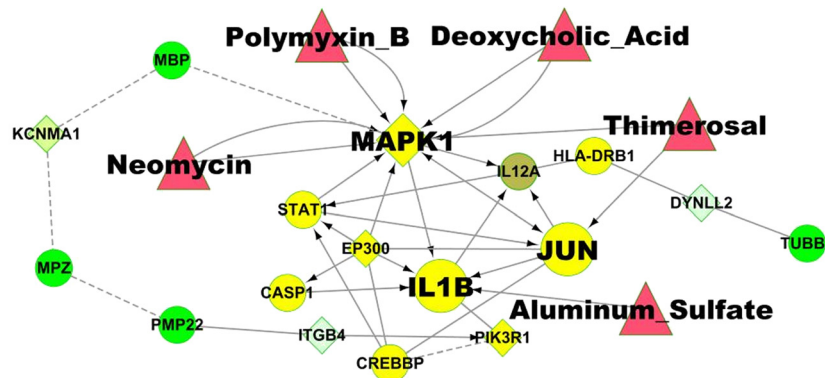 Polymyxin_B
Deoxycholic_Acid
MBP
KCNMA1
Thimerosal
MAPK1
Neomycin
IL12A
HLA-DRB1
DYNLL2
STAT1
EP300
JUN
TUBB
MPZ
CASP1
IL1B
Aluminum_Sulfate
PMP22
ITGB4
PIK3R1
CREBBP